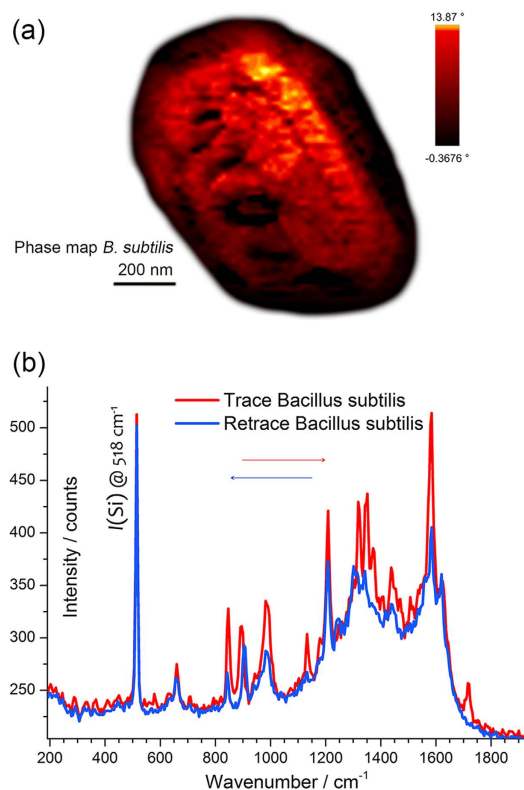 (a)
13.87 °
-0.3676 °
Phase map B. subtilis
200 nm
(b)
Trace Bacillus subtilis
Retrace Bacillus subtilis
I(Si) @ 518 cm⁻¹
Intensity / counts
500
450
400
350
300
250
200 400 600 800 1000 1200 1400 1600 1800
Wavenumber / cm⁻¹